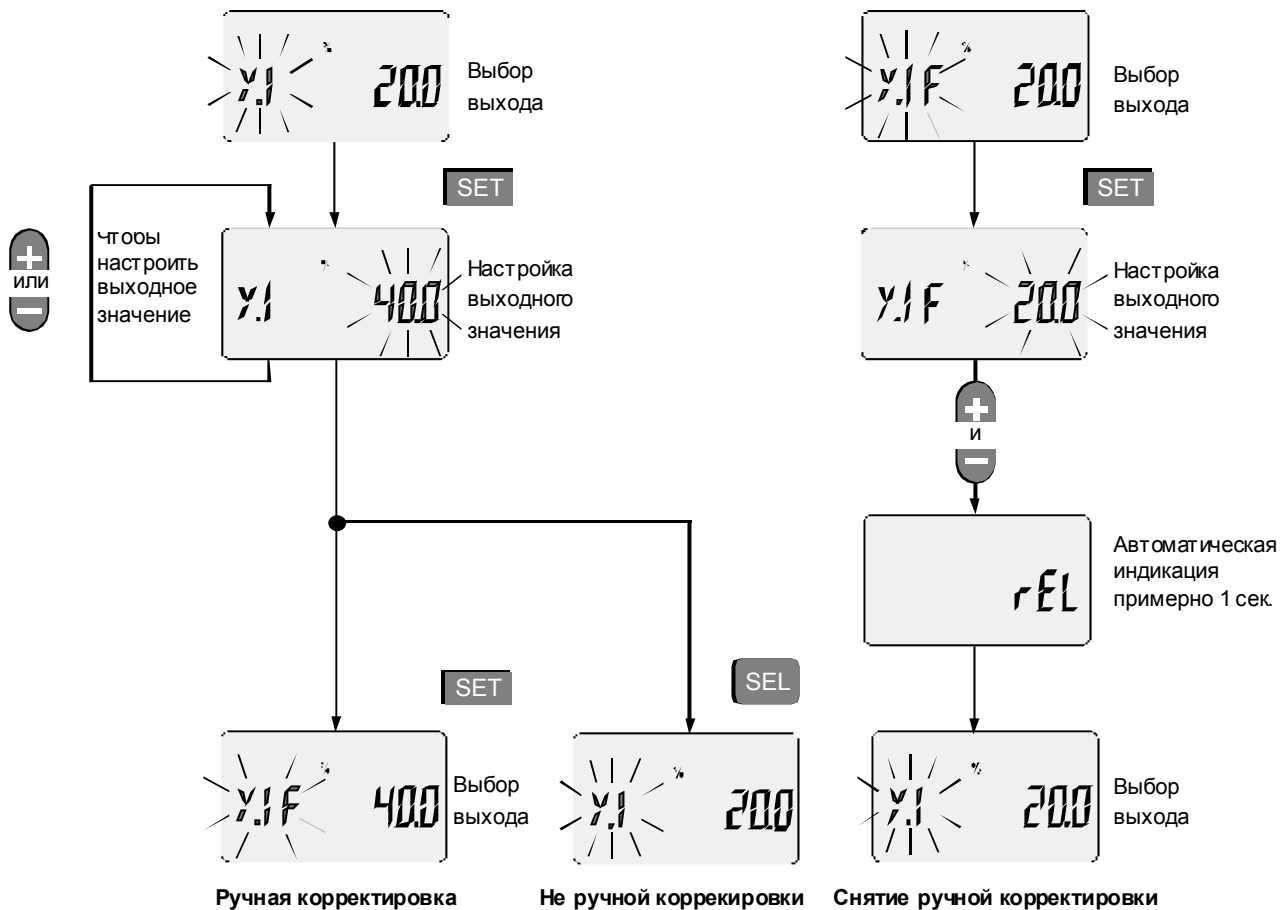 Y.1 % 20.0
Выбор
выхода
SET
+
или
–
чтобы
настроить
выходное
значение
Y.1 % 40.0
Настройка
выходного
значения
SET
Y.1F % 40.0
Выбор
выхода
Ручная корректировка
SEL
Y.1 % 20.0
Не ручной коррекировки
Y.1F % 20.0
Выбор
выхода
SET
Y.1F % 20.0
Настройка
выходного
значения
+
и
–
rEL
Автоматическая
индикация
примерно 1 сек.
Y.1 % 20.0
Выбор
выхода
Снятие ручной корректировки